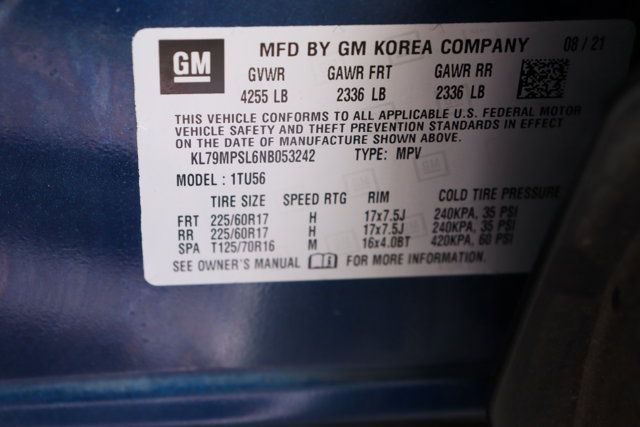 GM
MFD BY GM KOREA COMPANY 08/21
GVWR GAWR FRT GAWR RR
4255 LB 2336 LB 2336 LB
THIS VEHICLE CONFORMS TO ALL APPLICABLE U.S. FEDERAL MOTOR
VEHICLE SAFETY AND THEFT PREVENTION STANDARDS IN EFFECT
ON THE DATE OF MANUFACTURE SHOWN ABOVE.
KL79MPSL6NB053242 TYPE: MPV
MODEL: 1TU56
TIRE SIZE SPEED RTG RIM COLD TIRE PRESSURE
FRT 225/60R17 H 17x7.5J 240KPA, 35 PSI
RR 225/60R17 H 17x7.5J 240KPA, 35 PSI
SPA T125/70R16 M 16x4.0BT 420KPA, 60 PSI
SEE OWNER'S MANUAL FOR MORE INFORMATION.